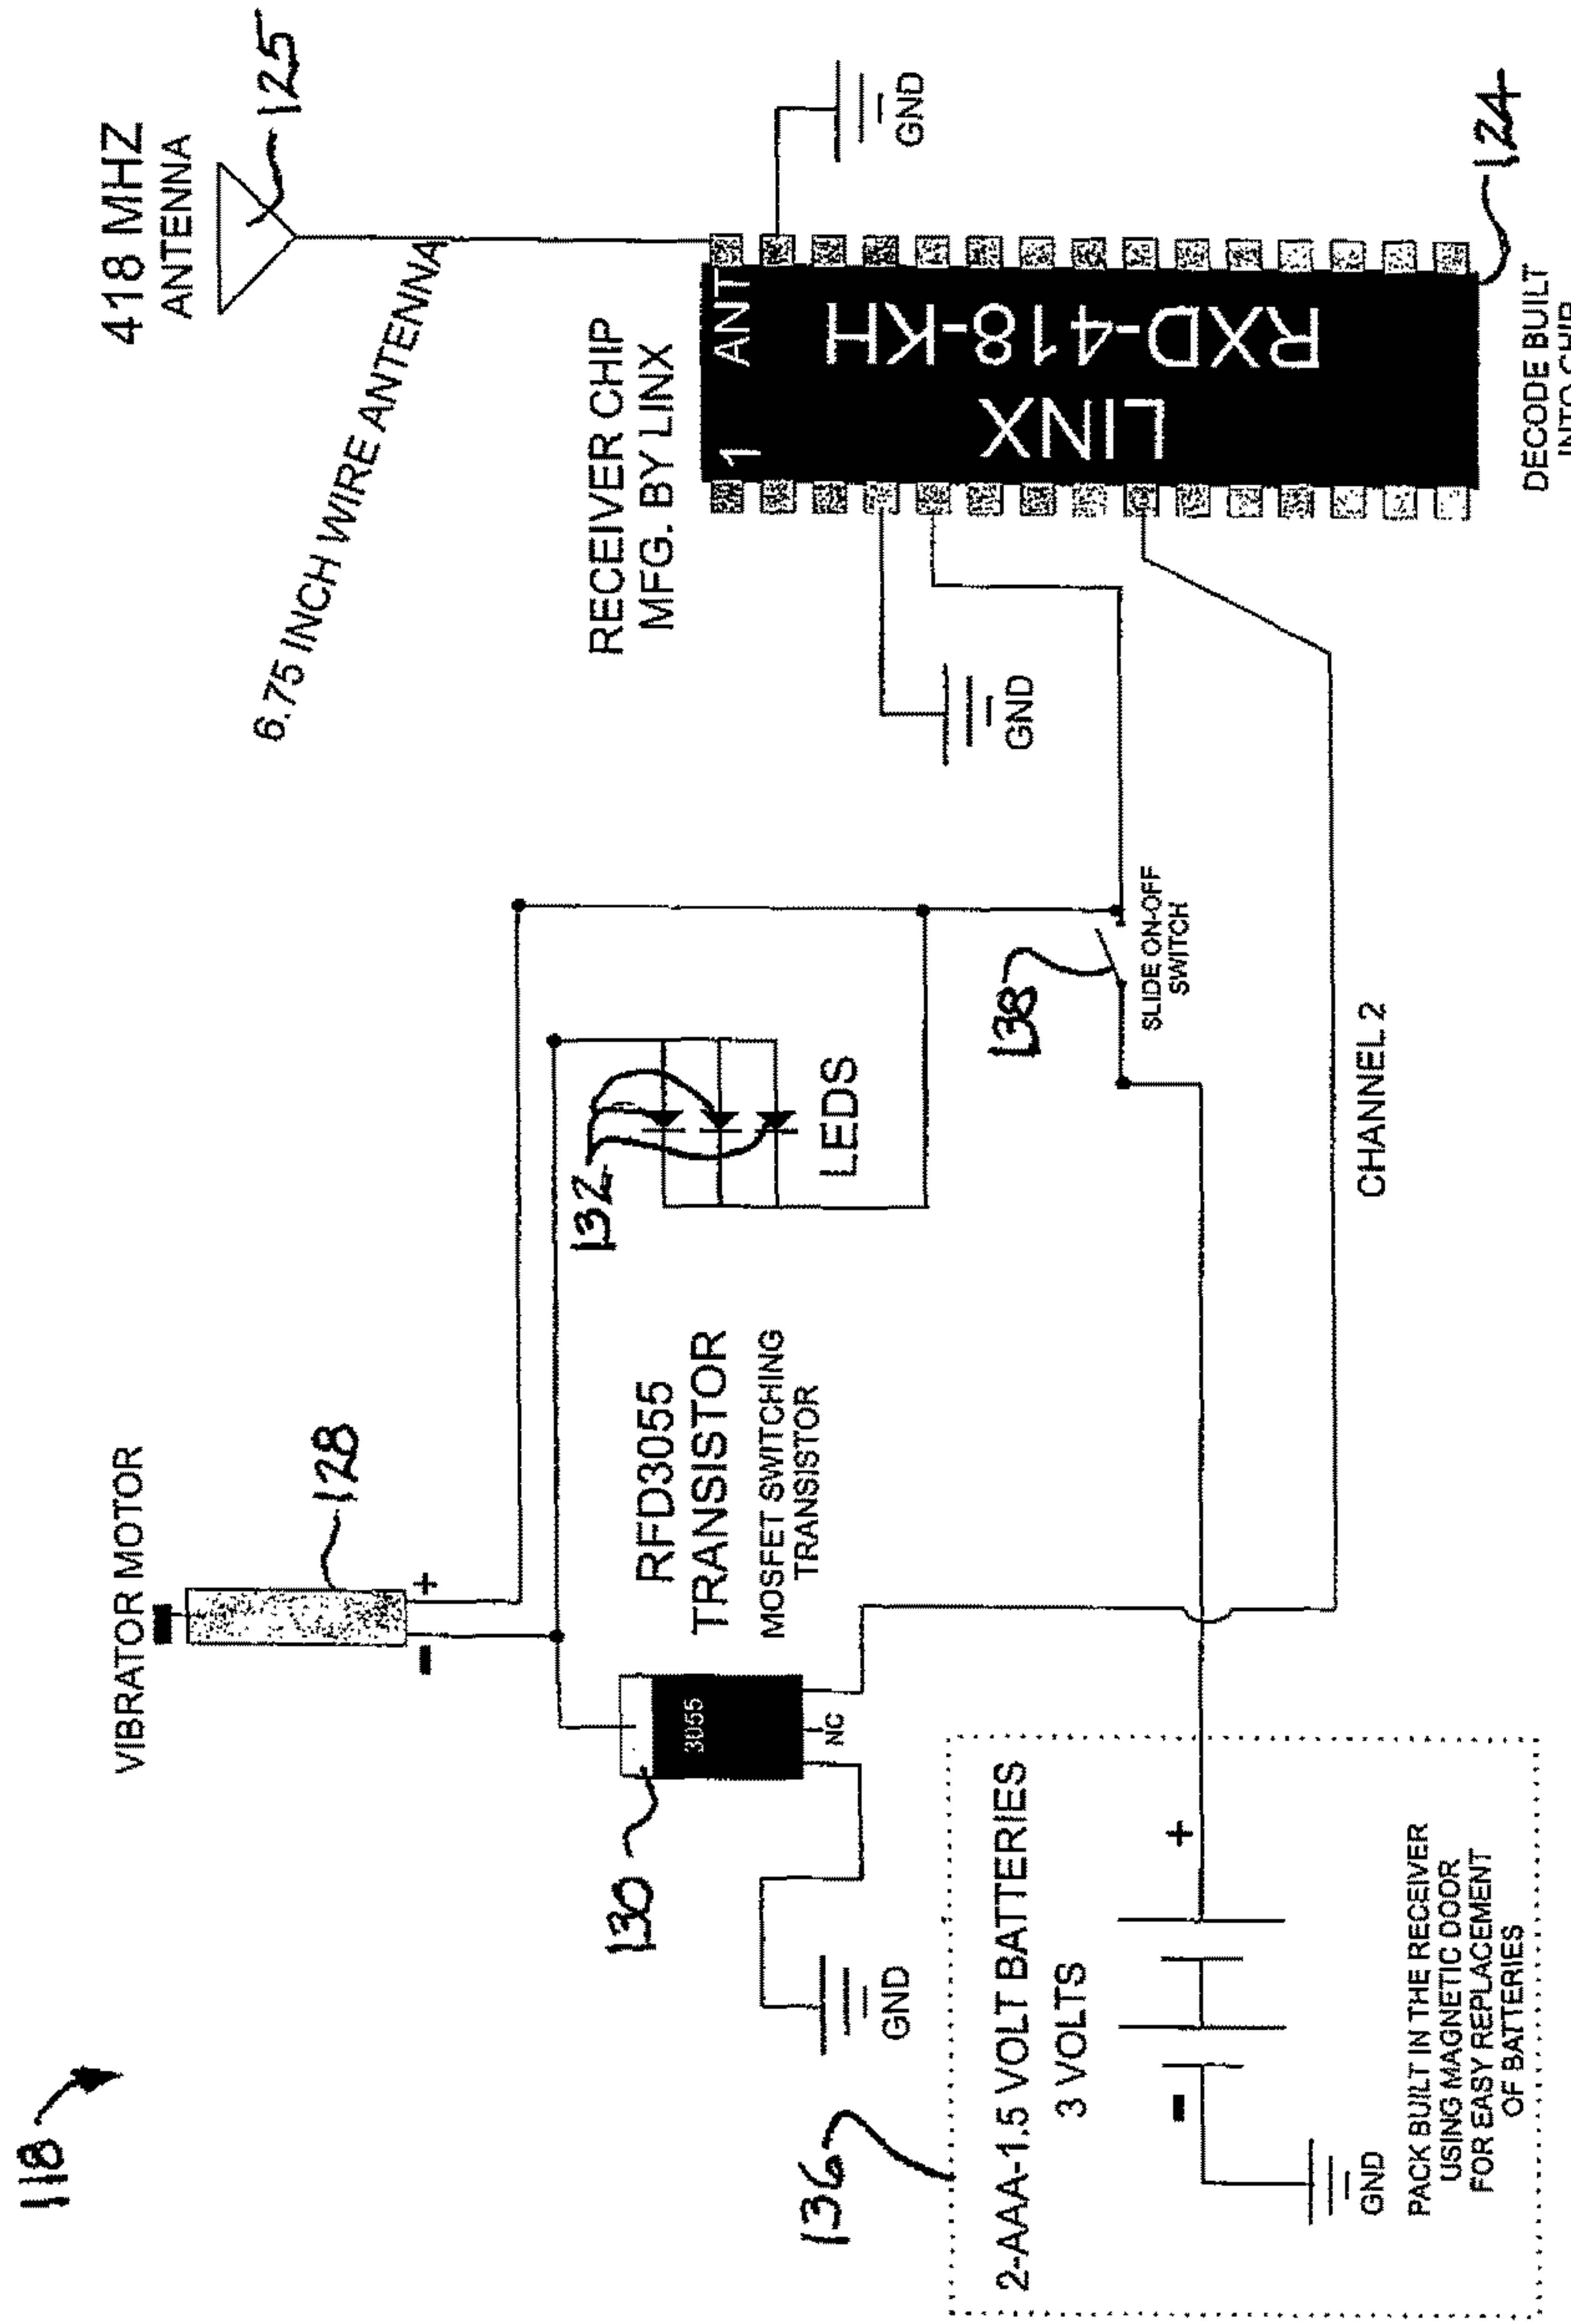 118
VIBRATOR MOTOR
128
-
+
418 MHZ
ANTENNA
125
6.75 INCH WIRE ANTENNA
RECEIVER CHIP
MFG. BY LINX
1
ANT
LINX
RXD-418-KH
GND
GND
124
DECODE BUILT
INTO CHIP
130
3055
NC
RFD3055
TRANSISTOR
MOSFET SWITCHING
TRANSISTOR
GND
132
LEDS
138
SLIDE ON-OFF
SWITCH
CHANNEL 2
136
2-AAA-1.5 VOLT BATTERIES
3 VOLTS
-
+
GND
PACK BUILT IN THE RECEIVER
USING MAGNETIC DOOR
FOR EASY REPLACEMENT
OF BATTERIES